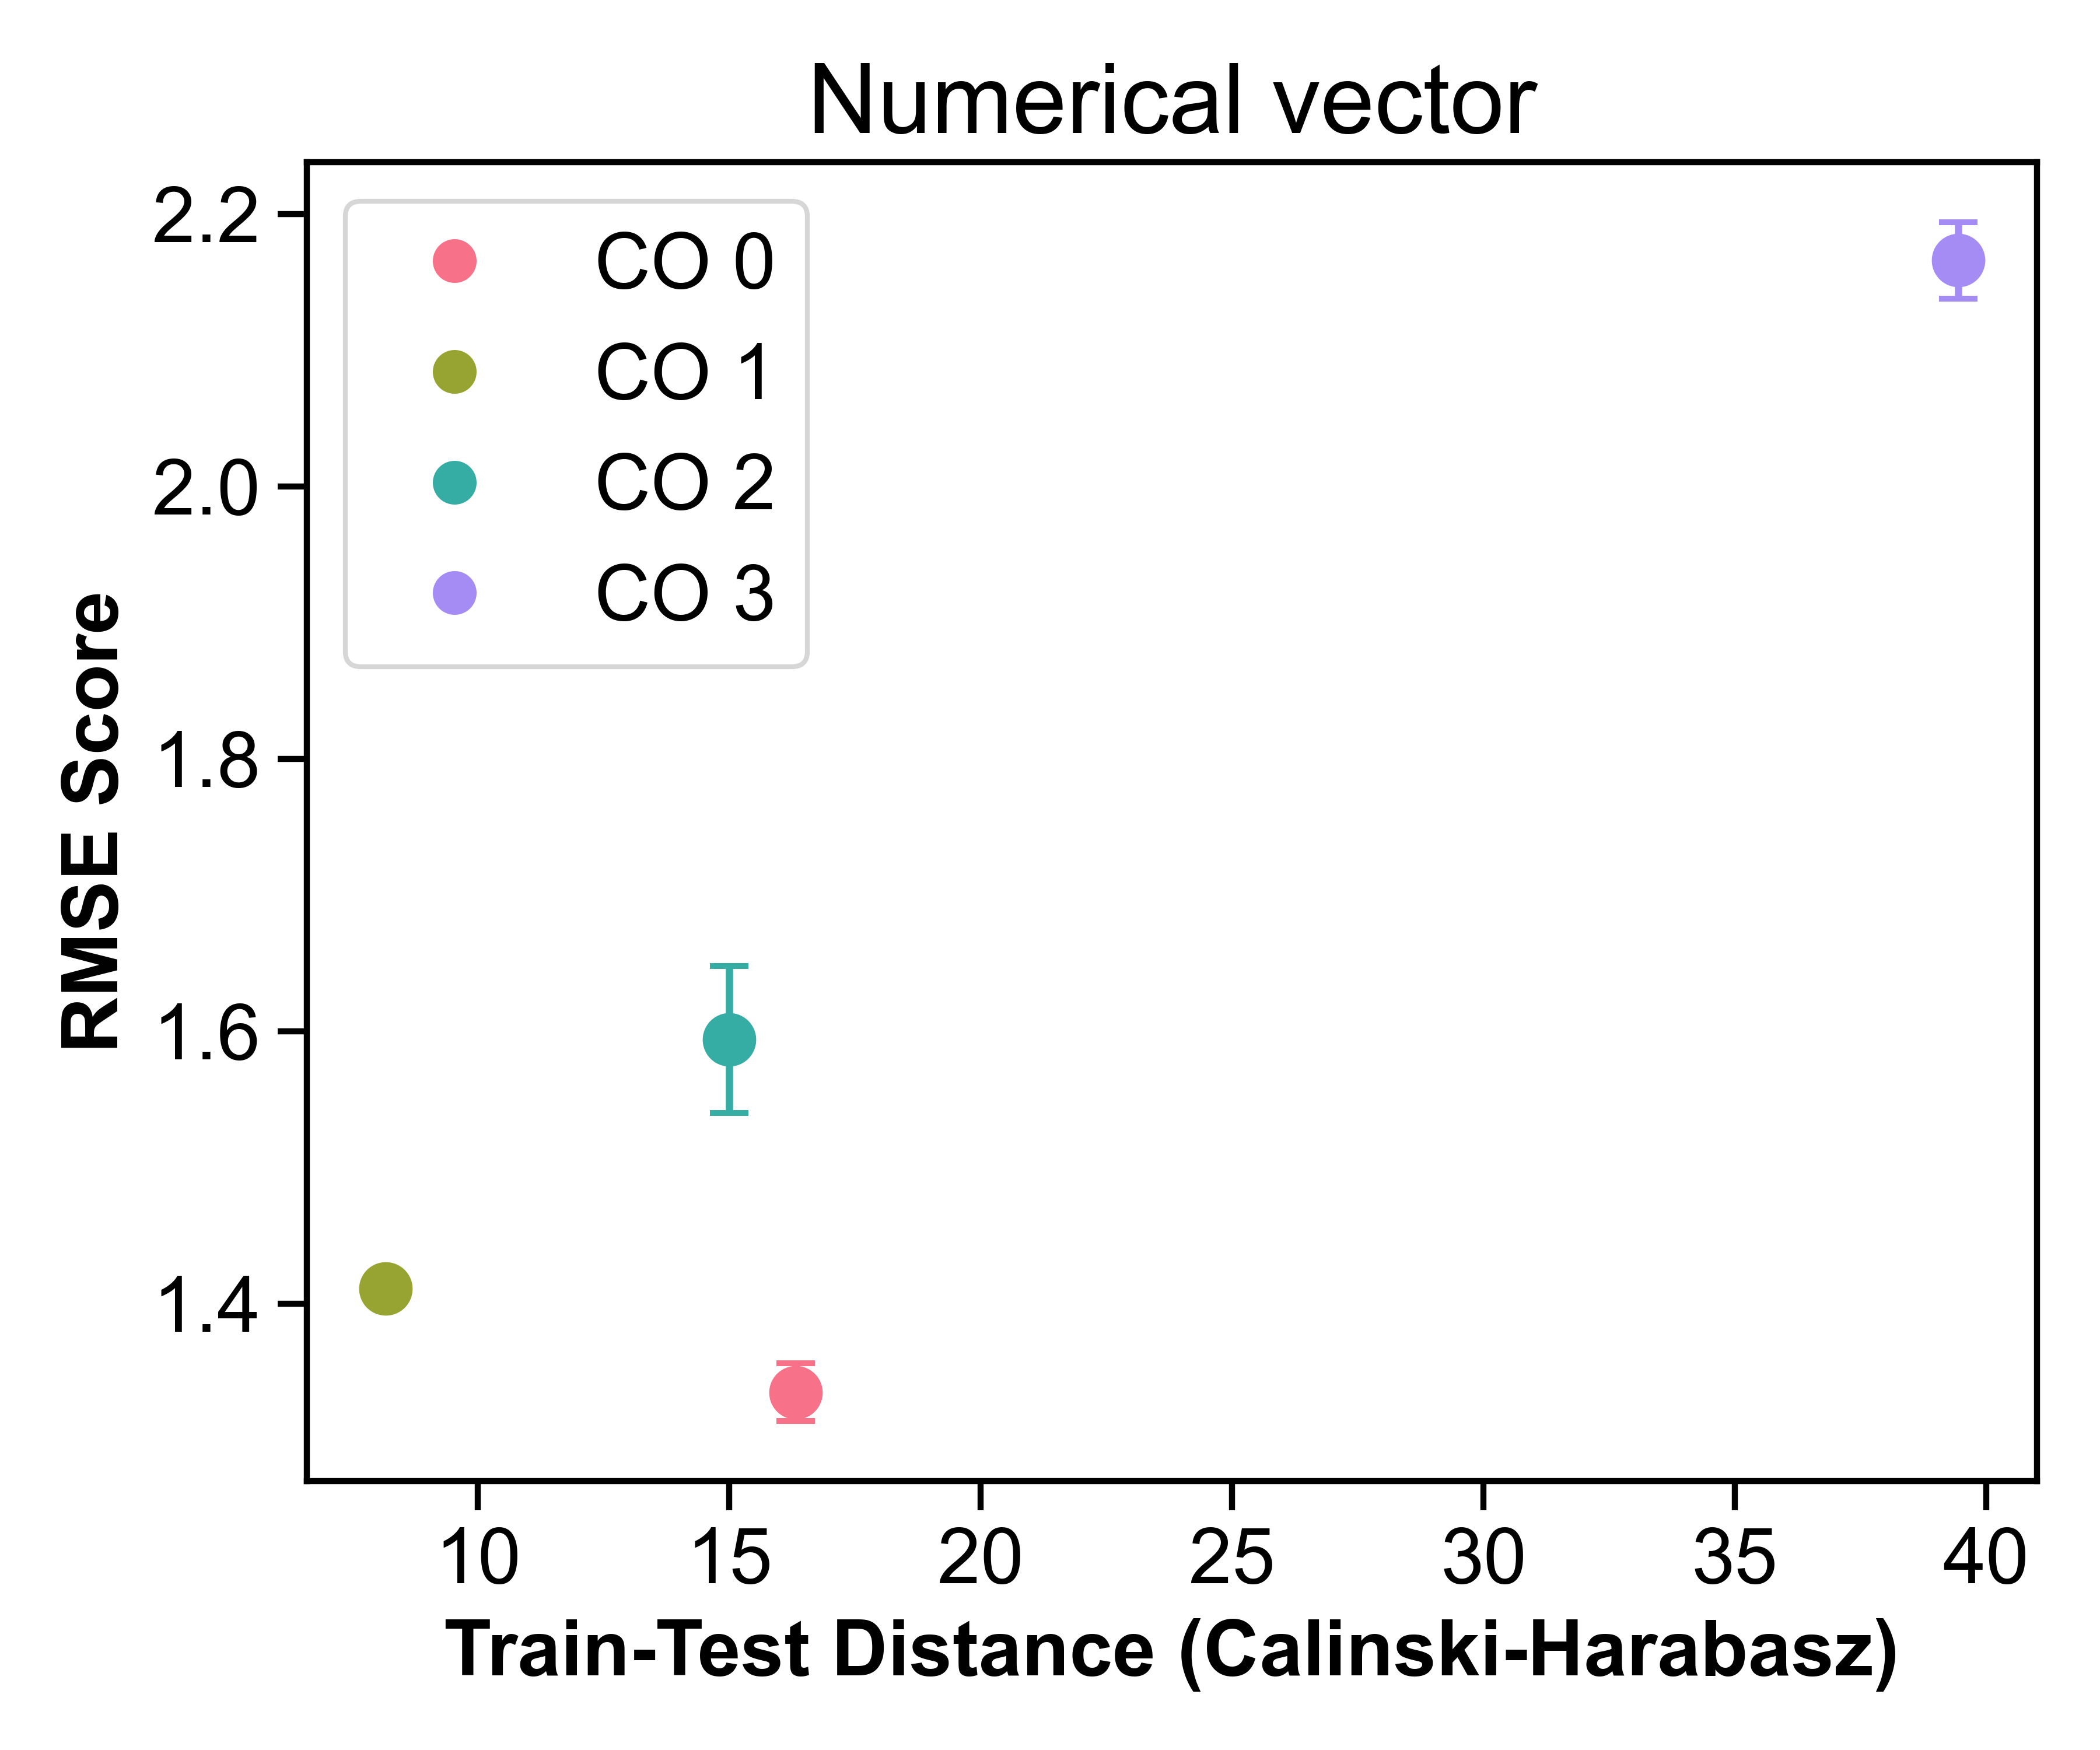 Numerical vector
CO 0
CO 1
CO 2
CO 3
RMSE Score
2.2
2.0
1.8
1.6
1.4
10 15 20 25 30 35 40
Train-Test Distance (Calinski-Harabasz)